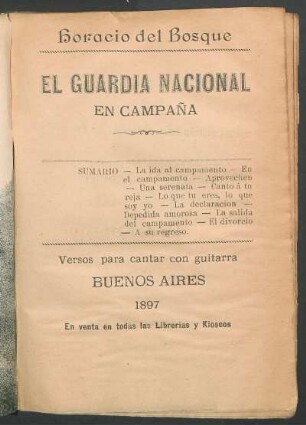 Horacio del Bosque
EL GUARDIA NACIONAL
EN CAMPAÑA
SUMARIO — La ida al campamento — En
el campamento — Aprovechen
— Una serenata — Canto á tu
reja — Lo que tu eres, lo que
soy yo — La declaracion —
Depedida amorosa — La salida
del campamento — El divorcio
— A su regreso.
Versos para cantar con guitarra
BUENOS AIRES
1897
En venta en todas las Librerias y Kioscos